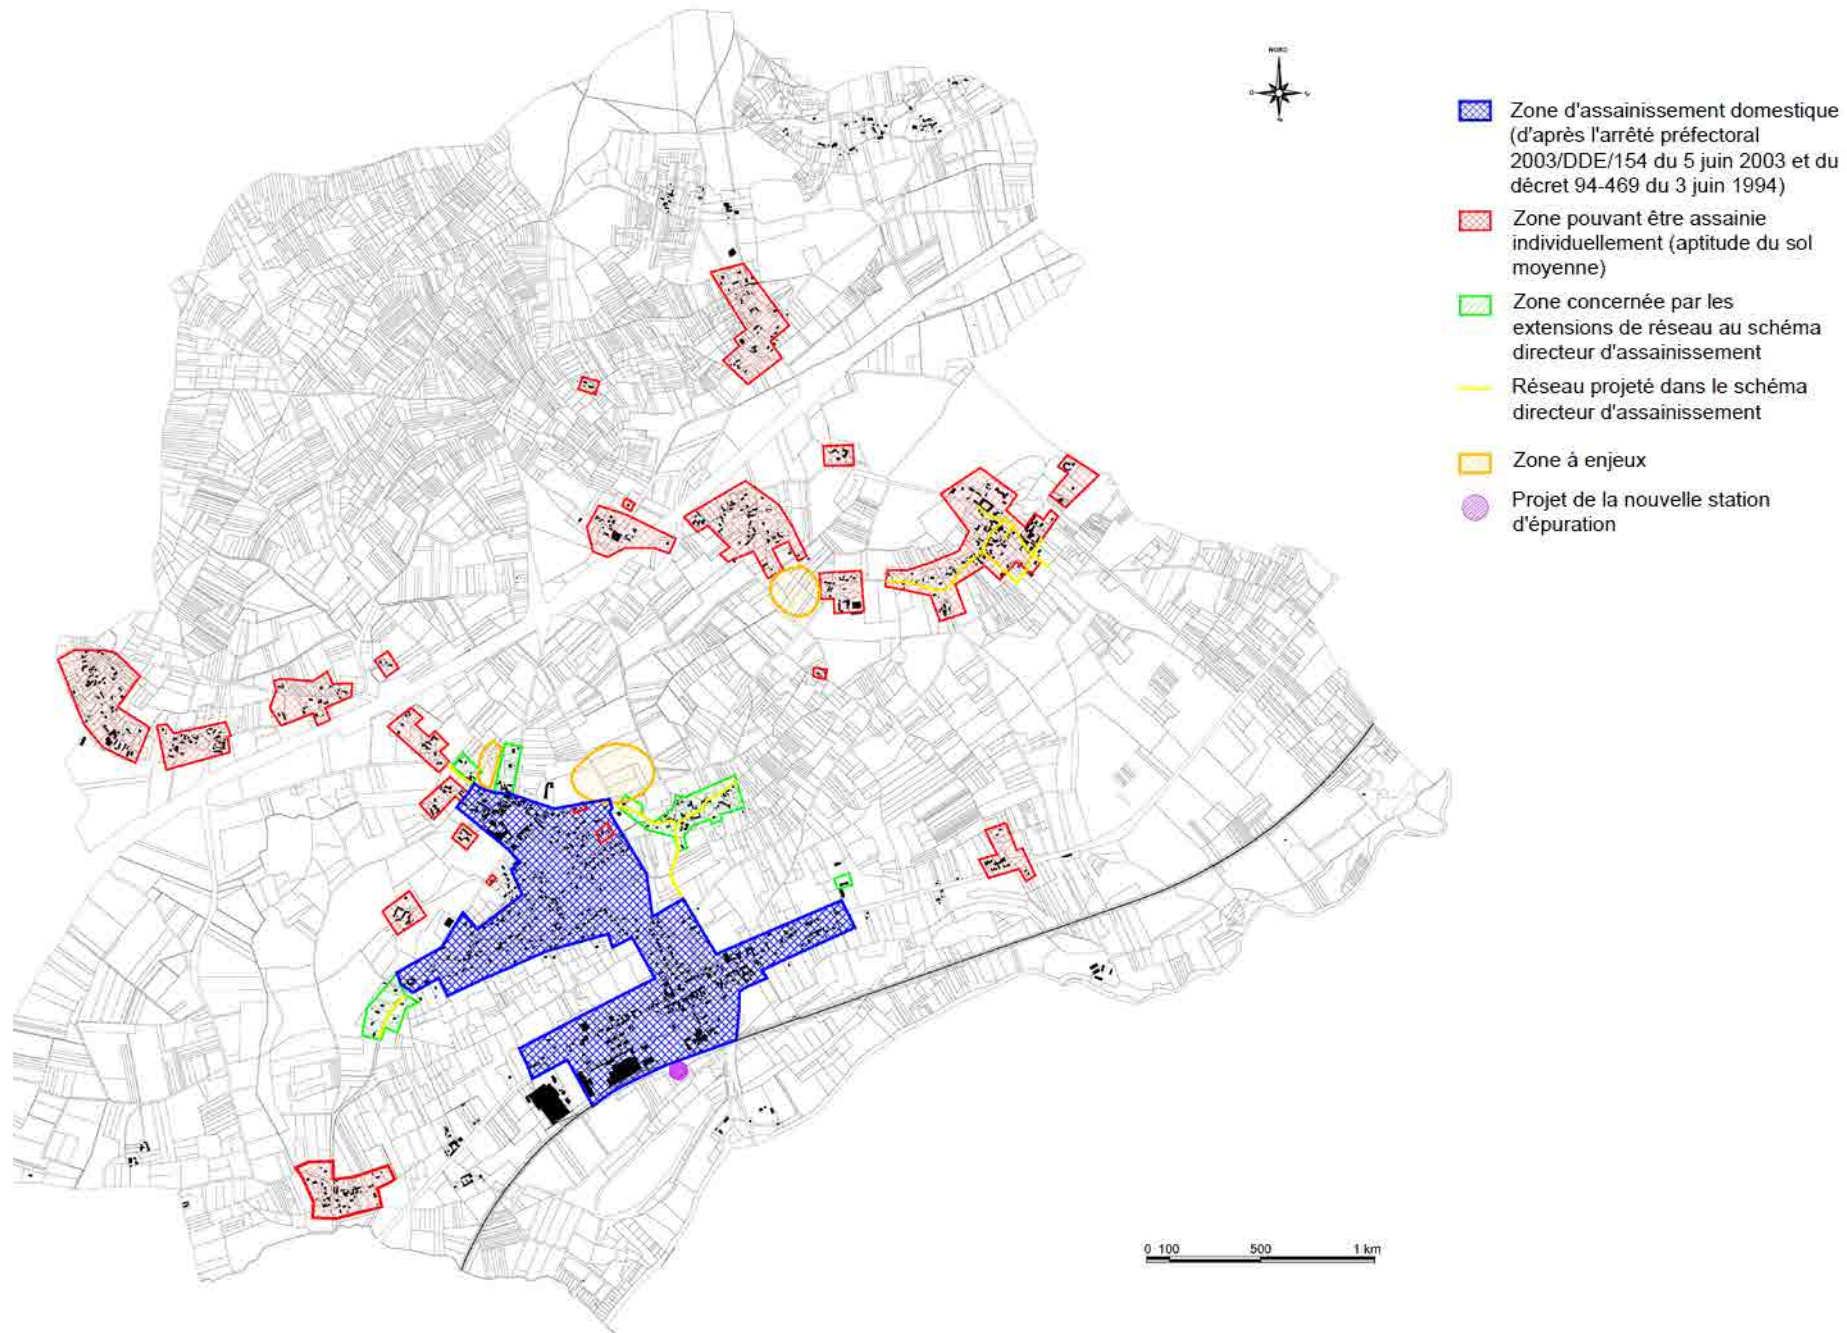 NORD
Zone d'assainissement domestique
(d'après l'arrêté préfectoral
2003/DDE/154 du 5 juin 2003 et du
décret 94-469 du 3 juin 1994)
Zone pouvant être assainie
individuellement (aptitude du sol
moyenne)
Zone concernée par les
extensions de réseau au schéma
directeur d'assainissement
Réseau projeté dans le schéma
directeur d'assainissement
Zone à enjeux
Projet de la nouvelle station
d'épuration
0 100 500 1 km